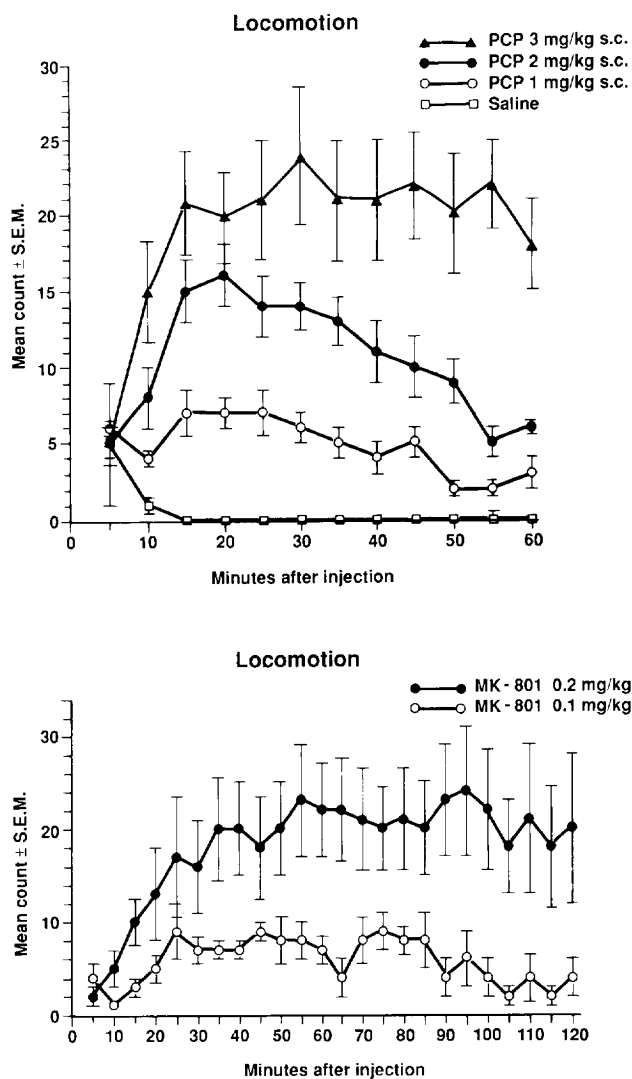 Locomotion
PCP 3 mg/kg s.c.
PCP 2 mg/kg s.c.
PCP 1 mg/kg s.c.
Saline
30
25
20
15
10
5
0
Mean count ± S.E.M.
0 10 20 30 40 50 60
Minutes after injection
Locomotion
MK-801 0.2 mg/kg
MK-801 0.1 mg/kg
30
20
10
0
Mean count ± S.E.M.
0 10 20 30 40 50 60 70 80 90 100 110 120
Minutes after injection